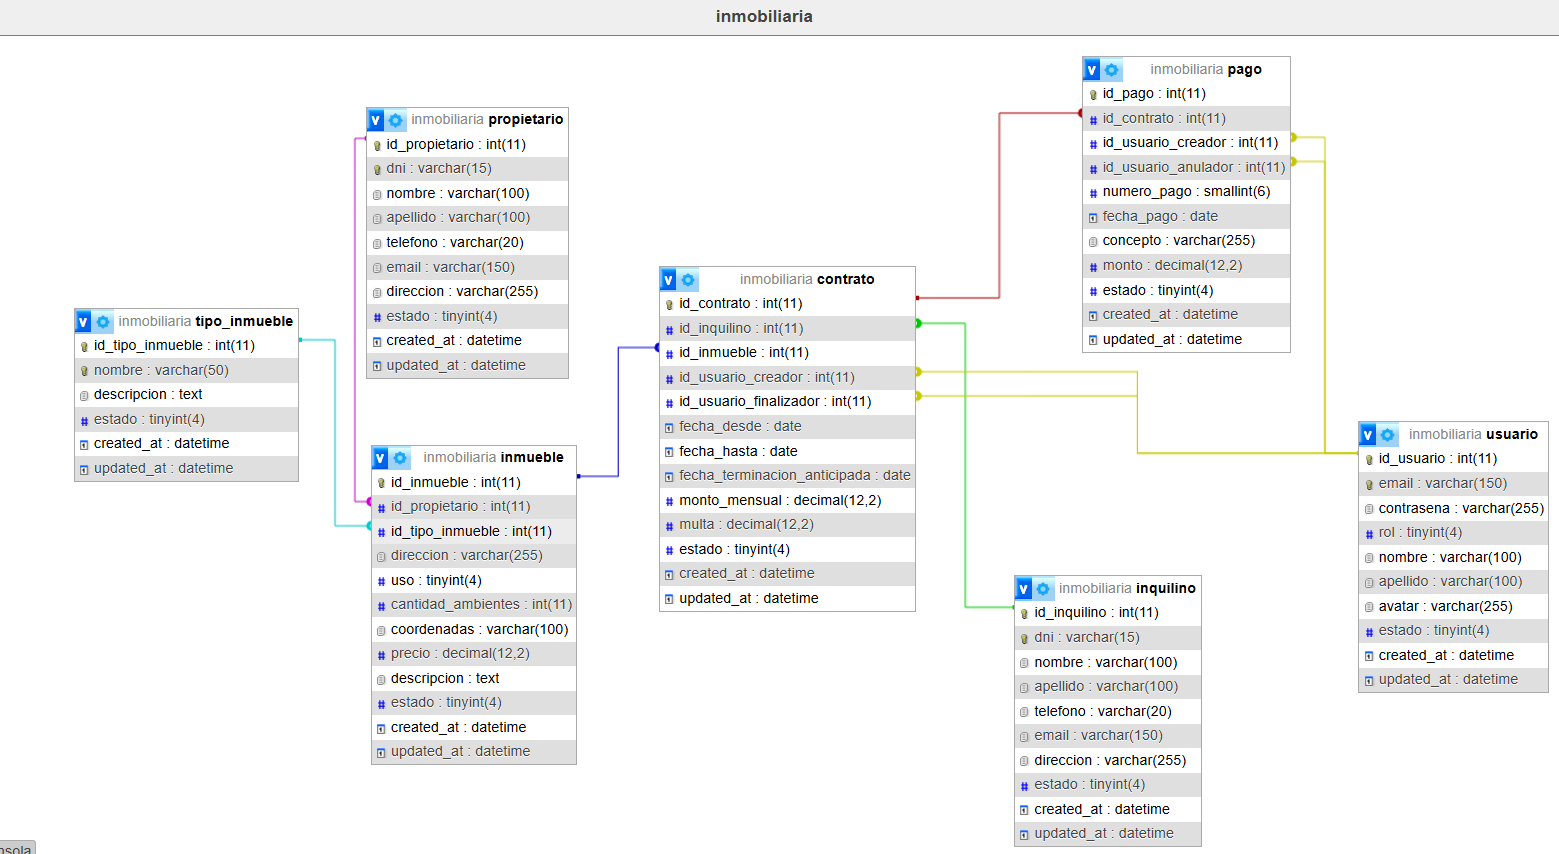 inmobiliaria
inmobiliaria pago
id_pago : int(11)
id_contrato : int(11)
id_usuario_creador : int(11)
id_usuario_anulador : int(11)
numero_pago : smallint(6)
fecha_pago : date
concepto : varchar(255)
monto : decimal(12,2)
estado : tinyint(4)
created_at : datetime
updated_at : datetime
inmobiliaria propietario
id_propietario : int(11)
dni : varchar(15)
nombre : varchar(100)
apellido : varchar(100)
telefono : varchar(20)
email : varchar(150)
direccion : varchar(255)
estado : tinyint(4)
created_at : datetime
updated_at : datetime
inmobiliaria tipo_inmueble
id_tipo_inmueble : int(11)
nombre : varchar(50)
descripcion : text
estado : tinyint(4)
created_at : datetime
updated_at : datetime
inmobiliaria contrato
id_contrato : int(11)
id_inquilino : int(11)
id_inmueble : int(11)
id_usuario_creador : int(11)
id_usuario_finalizador : int(11)
fecha_desde : date
fecha_hasta : date
fecha_terminacion_anticipada : date
monto_mensual : decimal(12,2)
multa : decimal(12,2)
estado : tinyint(4)
created_at : datetime
updated_at : datetime
inmobiliaria inmueble
id_inmueble : int(11)
id_propietario : int(11)
id_tipo_inmueble : int(11)
direccion : varchar(255)
uso : tinyint(4)
cantidad_ambientes : int(11)
coordenadas : varchar(100)
precio : decimal(12,2)
descripcion : text
estado : tinyint(4)
created_at : datetime
updated_at : datetime
inmobiliaria usuario
id_usuario : int(11)
email : varchar(150)
contrasena : varchar(255)
rol : tinyint(4)
nombre : varchar(100)
apellido : varchar(100)
avatar : varchar(255)
estado : tinyint(4)
created_at : datetime
updated_at : datetime
inmobiliaria inquilino
id_inquilino : int(11)
dni : varchar(15)
nombre : varchar(100)
apellido : varchar(100)
telefono : varchar(20)
email : varchar(150)
direccion : varchar(255)
estado : tinyint(4)
created_at : datetime
updated_at : datetime
nsola